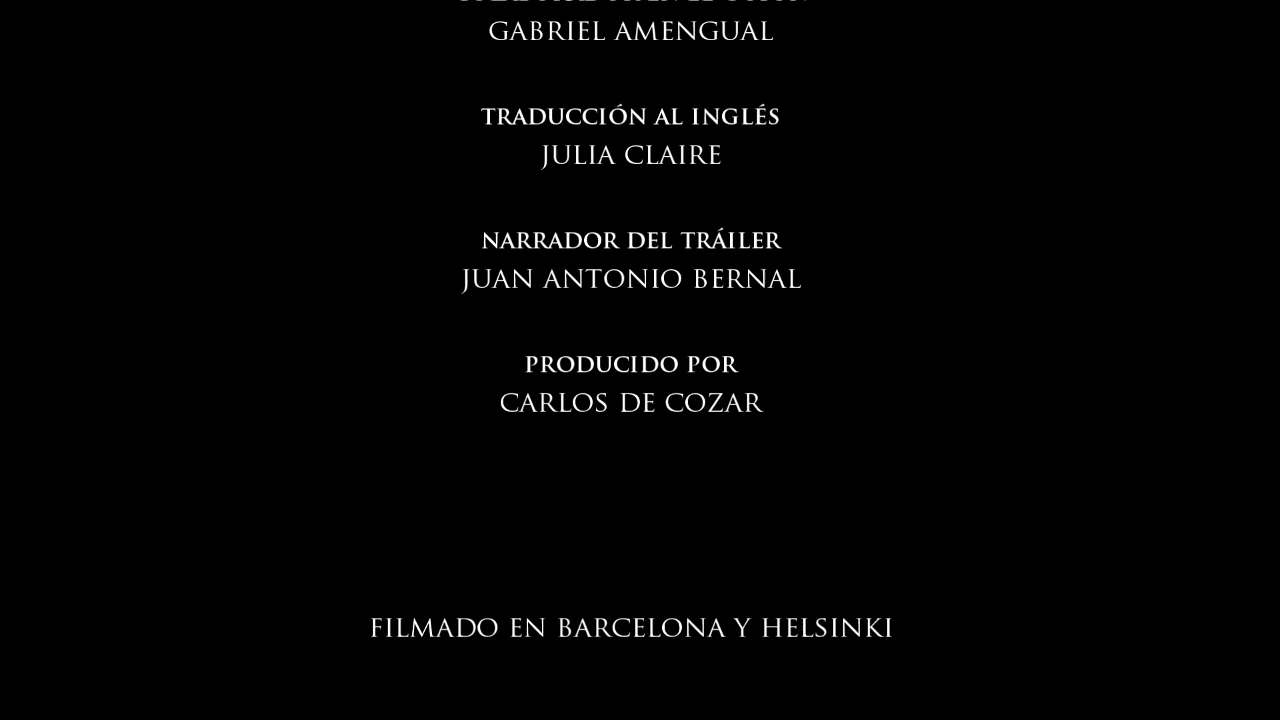 GABRIEL AMENGUAL
TRADUCCIÓN AL INGLÉS
JULIA CLAIRE
NARRADOR DEL TRÁILER
JUAN ANTONIO BERNAL
PRODUCIDO POR
CARLOS DE COZAR
FILMADO EN BARCELONA Y HELSINKI